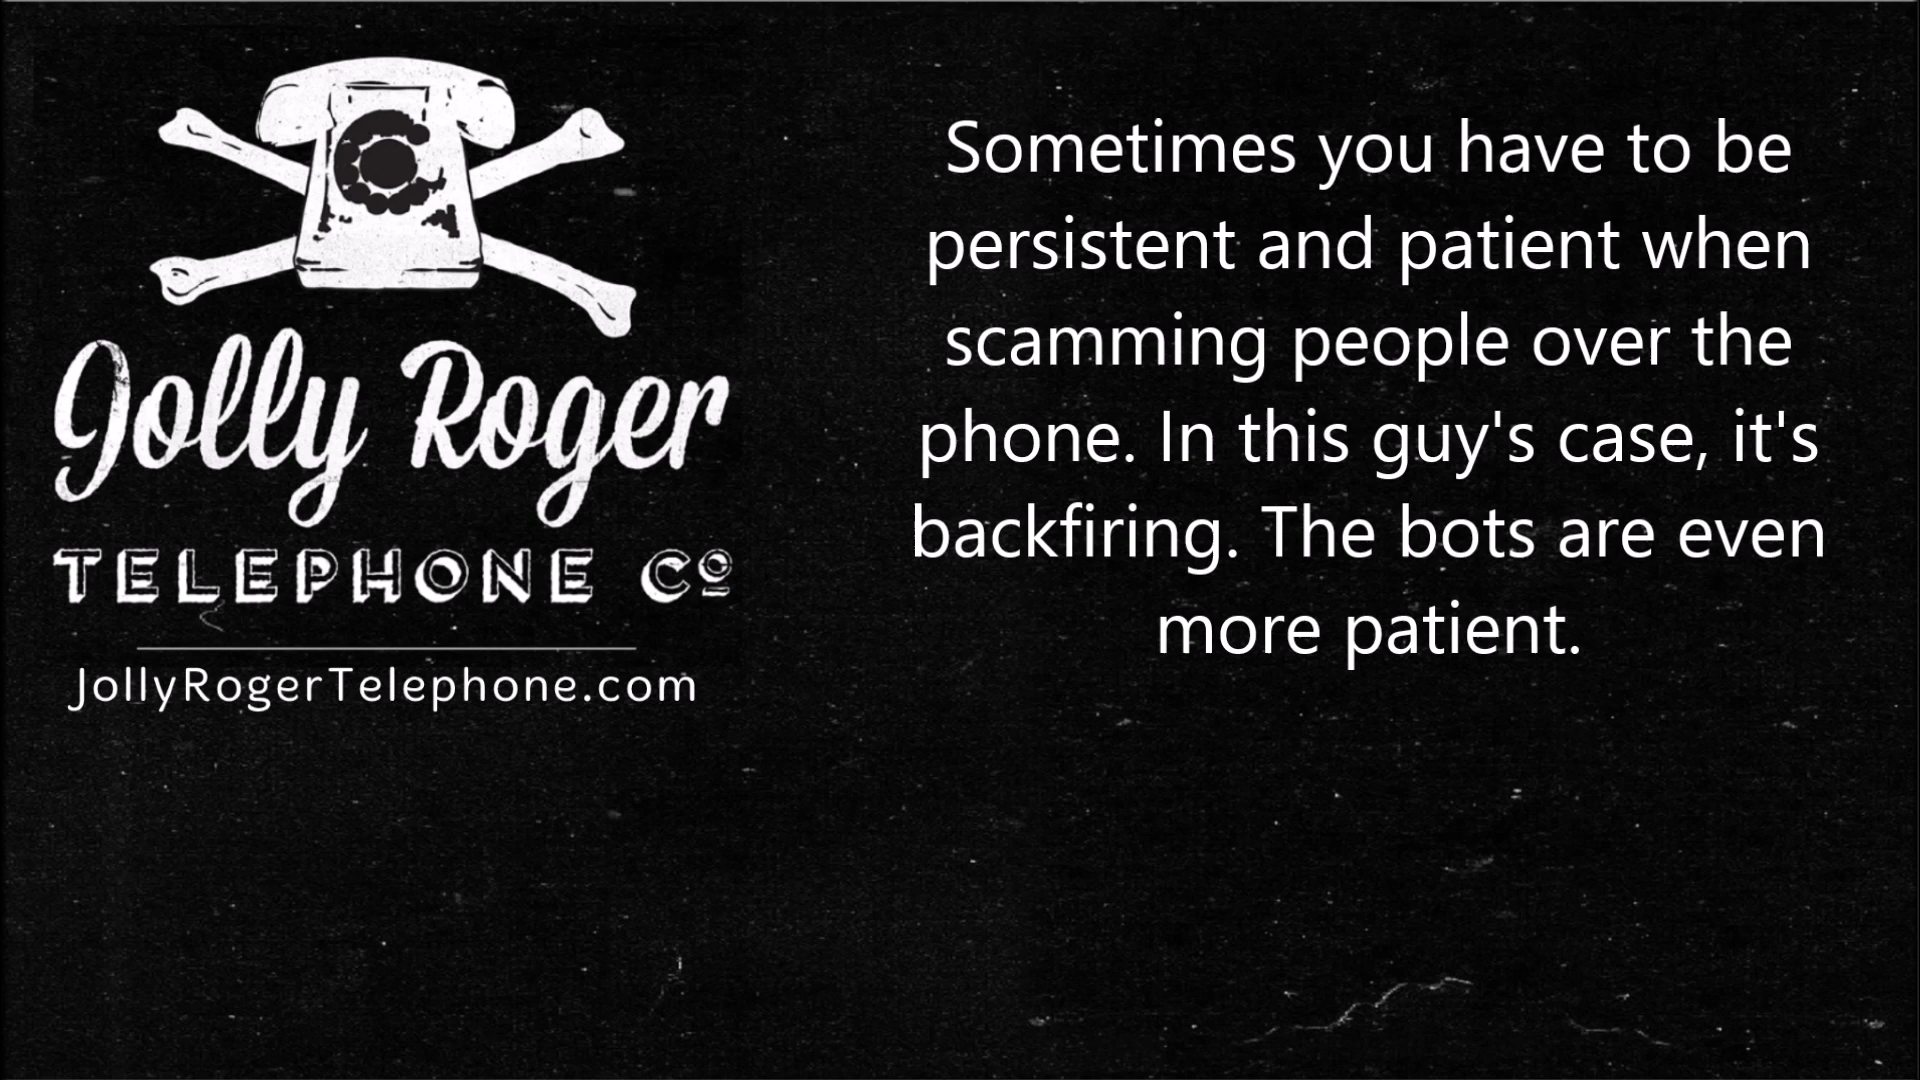 Jolly Roger
TELEPHONE Cº
JollyRogerTelephone.com
Sometimes you have to be
persistent and patient when
scamming people over the
phone. In this guy's case, it's
backfiring. The bots are even
more patient.